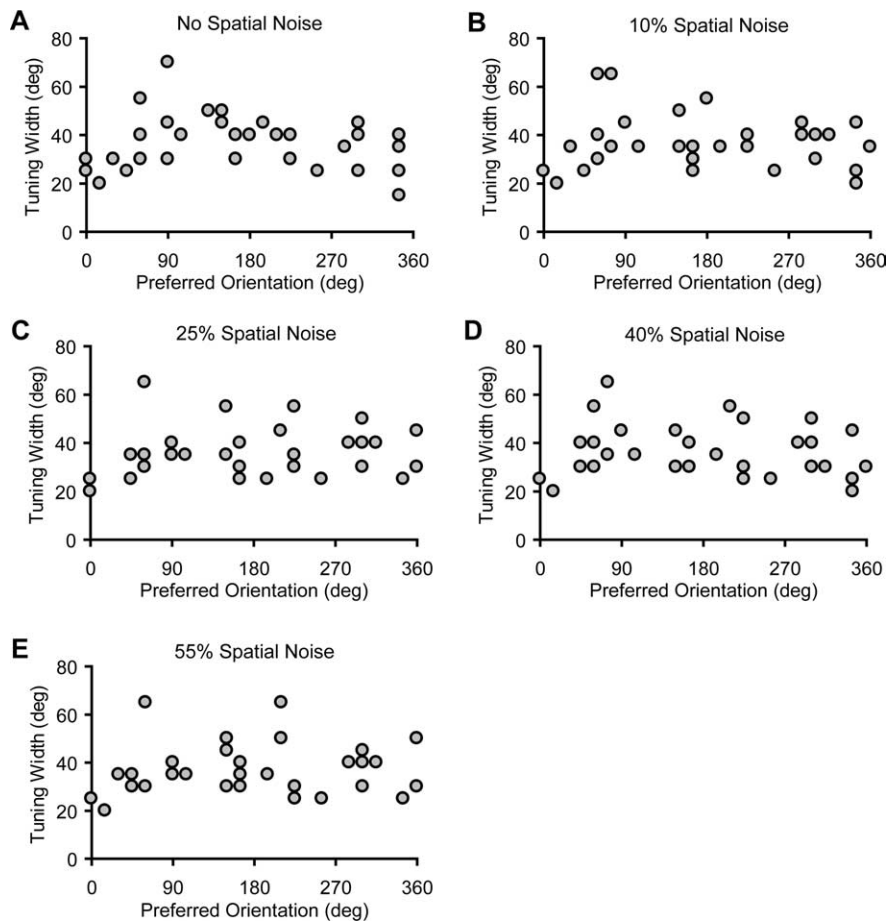 A
No Spatial Noise
Tuning Width (deg)
80
60
40
20
0
0 90 180 270 360
Preferred Orientation (deg)
B
10% Spatial Noise
Tuning Width (deg)
80
60
40
20
0
0 90 180 270 360
Preferred Orientation (deg)
C
25% Spatial Noise
Tuning Width (deg)
80
60
40
20
0
0 90 180 270 360
Preferred Orientation (deg)
D
40% Spatial Noise
Tuning Width (deg)
80
60
40
20
0
0 90 180 270 360
Preferred Orientation (deg)
E
55% Spatial Noise
Tuning Width (deg)
80
60
40
20
0
0 90 180 270 360
Preferred Orientation (deg)